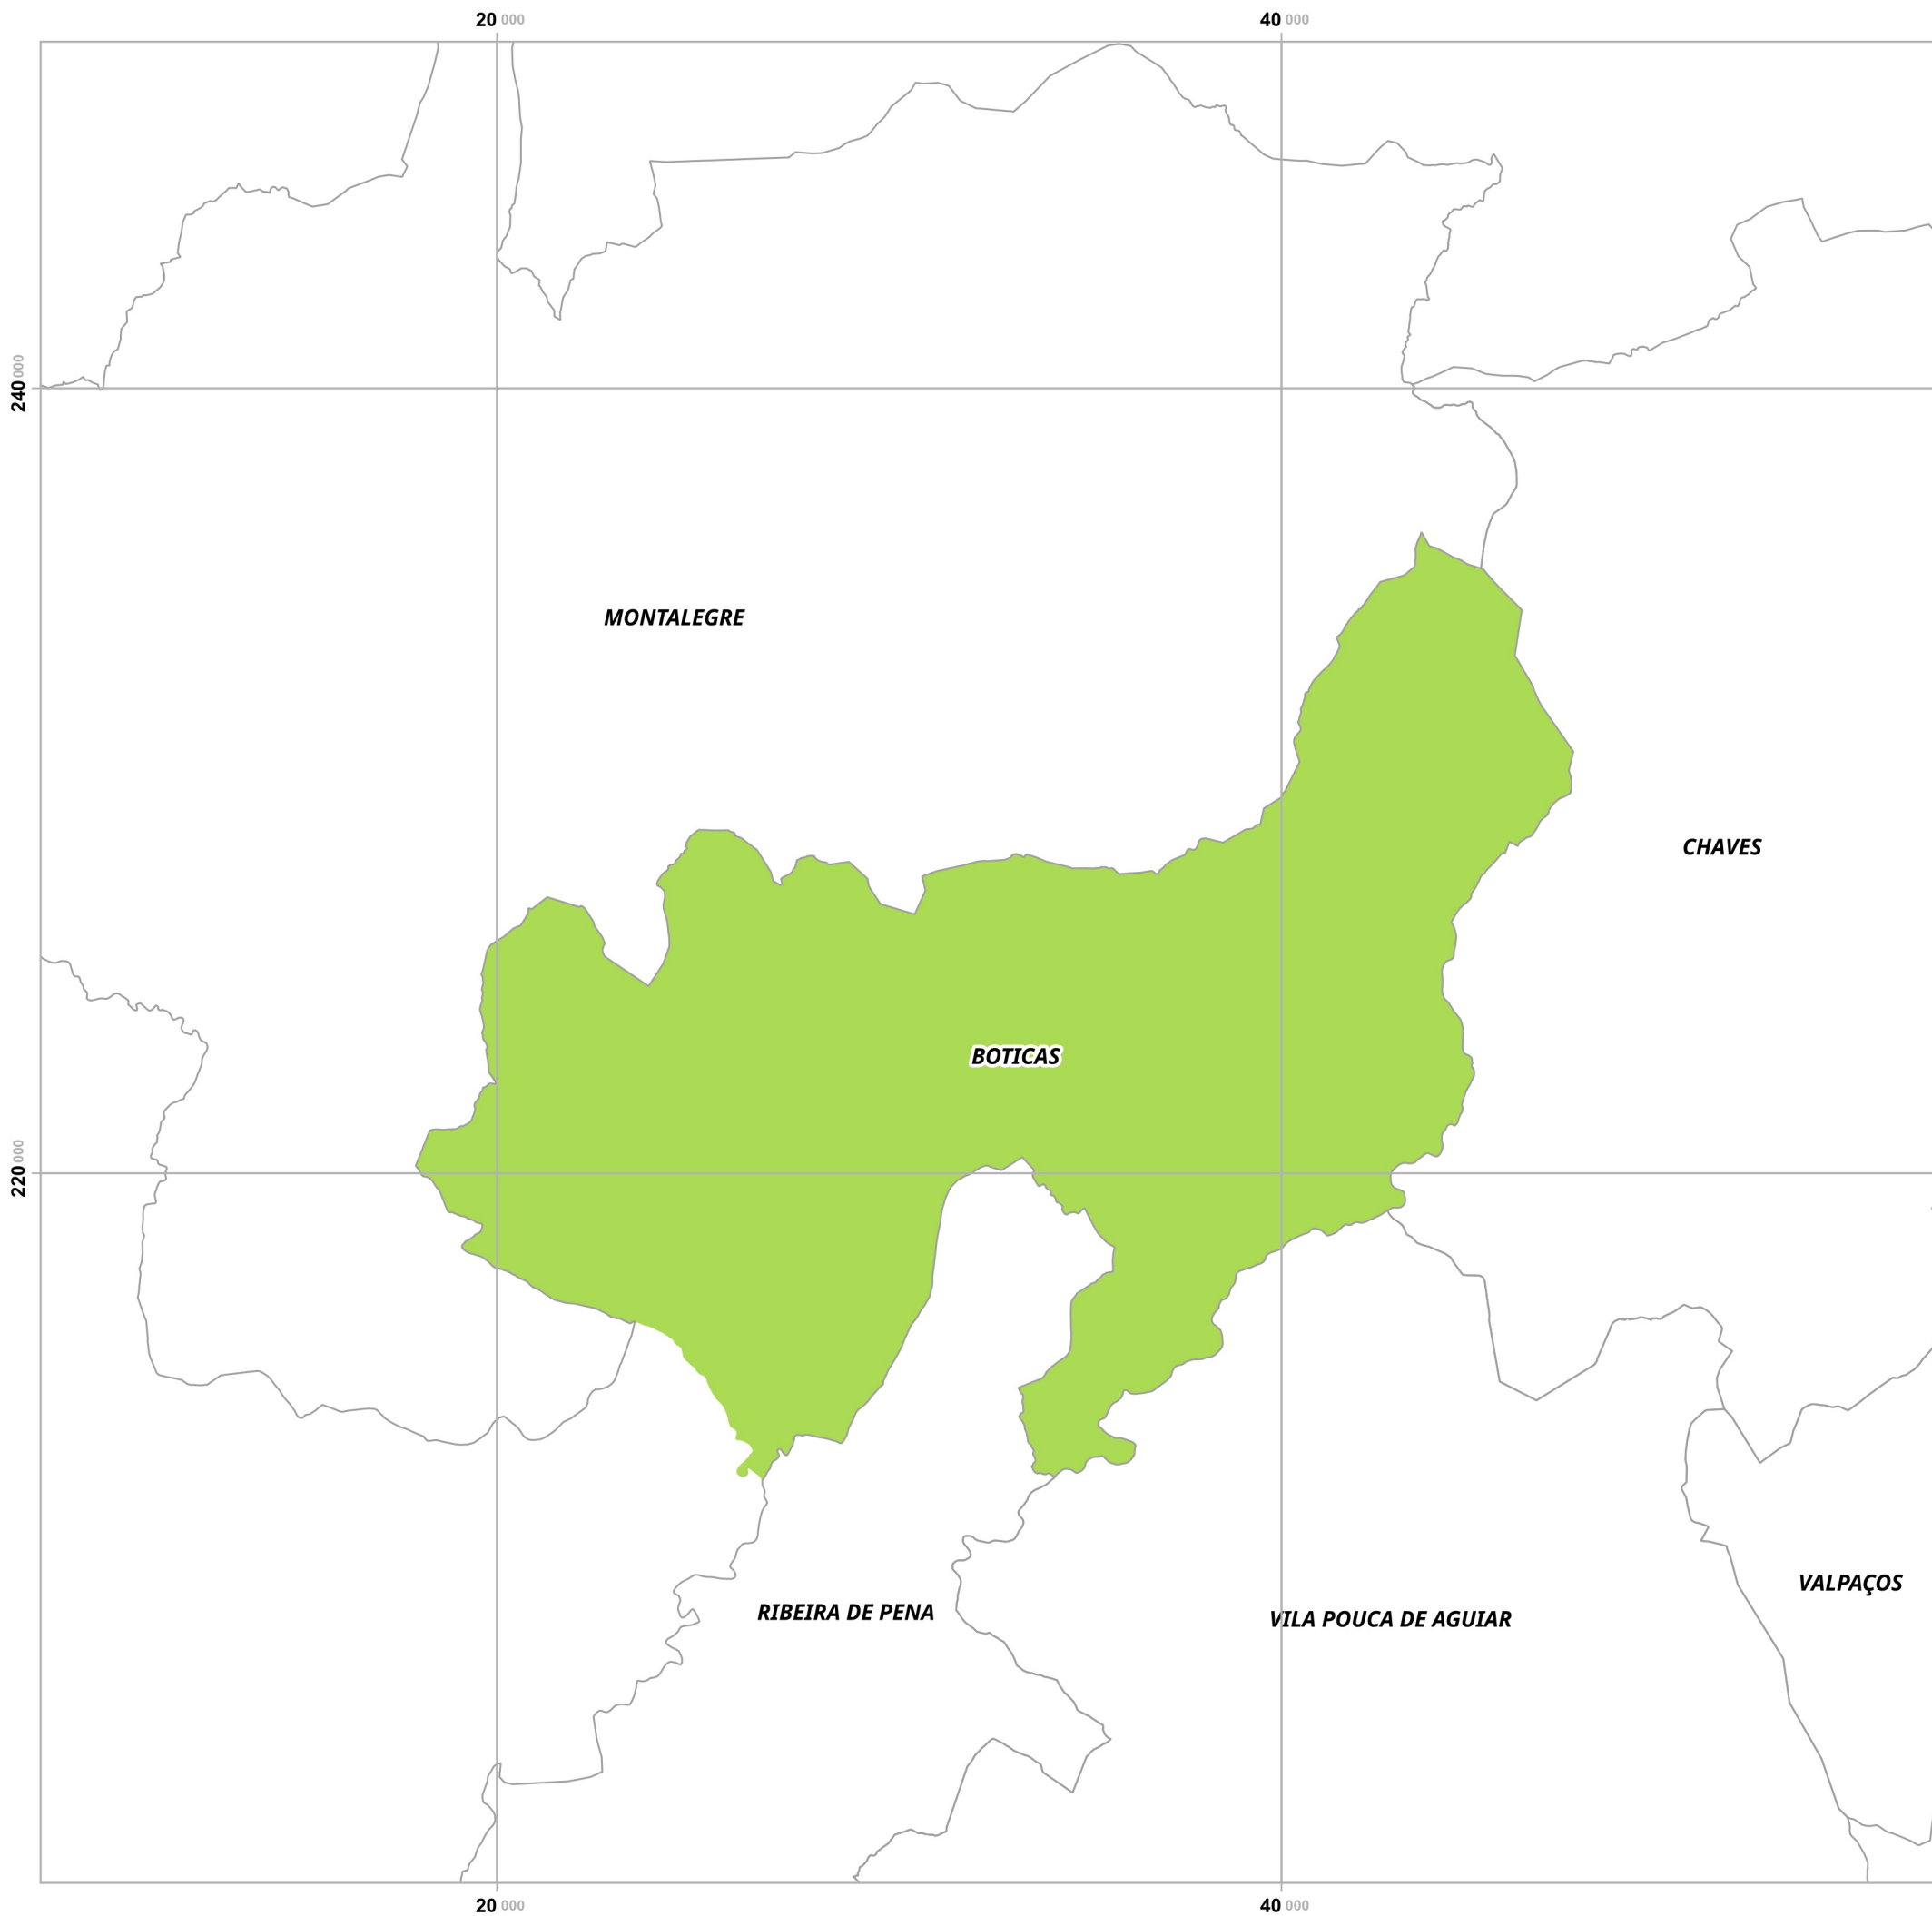 20 000
40 000
240 000
MONTALEGRE
CHAVES
BOTICAS
220 000
VALPAÇOS
RIBEIRA DE PENA
VILA POUCA DE AGUIAR
20 000
40 000